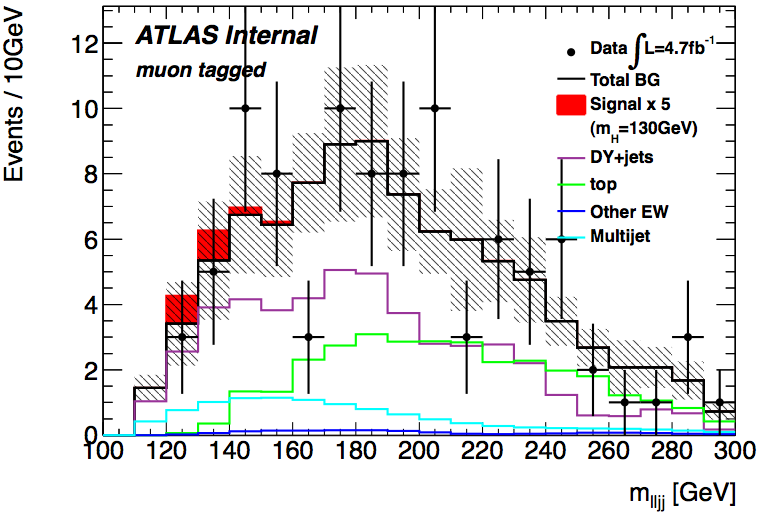 Events / 10GeV
12
10
8
6
4
2
0
ATLAS Internal
muon tagged
Data ∫L=4.7fb⁻¹
Total BG
Signal x 5
(m_H=130GeV)
DY+jets
top
Other EW
Multijet
100 120 140 160 180 200 220 240 260 280 300
m_lljj [GeV]